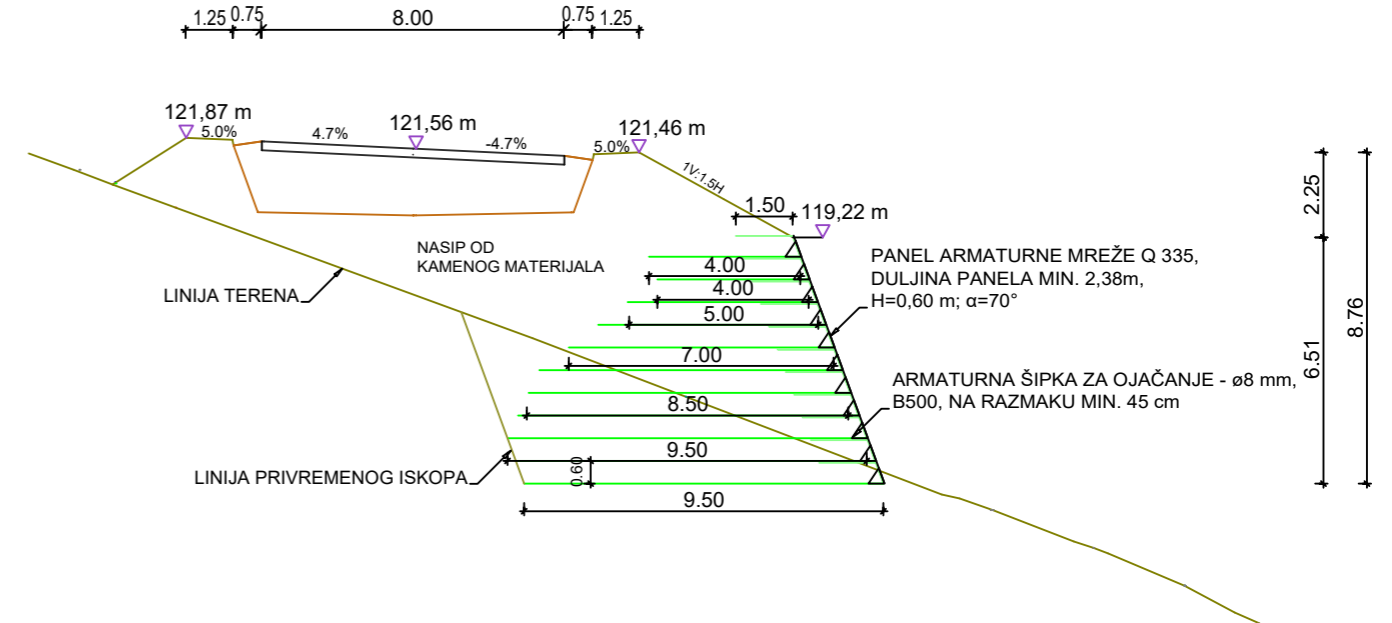 1.25 0.75 8.00 0.75 1.25
121,87 m
5.0%
4.7%
121,56 m
-4.7%
5.0%
121,46 m
1V:1.5H
1.50
119,22 m
2.25
6.51
8.76
NASIP OD
KAMENOG MATERIJALA
LINIJA TERENA
4.00
4.00
5.00
7.00
8.50
9.50
0.60
9.50
PANEL ARMATURNE MREŽE Q 335,
DULJINA PANELA MIN. 2,38m,
H=0,60 m; α=70°
ARMATURNA ŠIPKA ZA OJAČANJE - ø8 mm,
B500, NA RAZMAKU MIN. 45 cm
LINIJA PRIVREMENOG ISKOPA